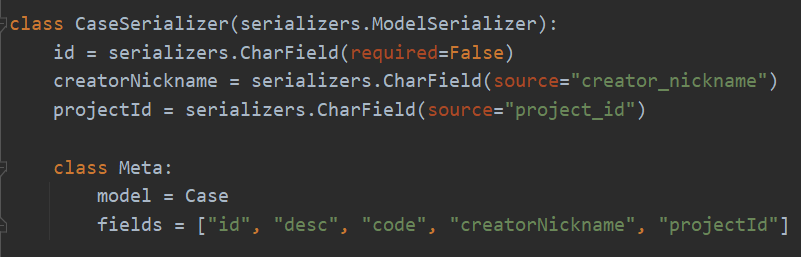 class CaseSerializer(serializers.ModelSerializer):
    id = serializers.CharField(required=False)
    creatorNickname = serializers.CharField(source="creator_nickname")
    projectId = serializers.CharField(source="project_id")

    class Meta:
        model = Case
        fields = ["id", "desc", "code", "creatorNickname", "projectId"]